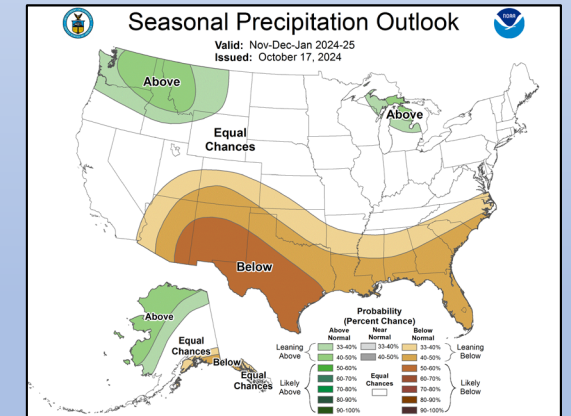 Seasonal Precipitation Outlook
NOAA
Valid: Nov-Dec-Jan 2024-25
Issued: October 17, 2024
Above
Above
Equal
Chances
Below
Above
Equal
Chances
Below
Equal
Chances
Probability
(Percent Chance)
Above Near Below
Normal Normal Normal
Leaning
Above
33-40% 33-40% 33-40%
40-50% 40-50% 40-50%
Leaning
Below
Likely
Above
50-60% 50-60%
60-70% 60-70%
70-80% 70-80%
80-90% 80-90%
90-100% 90-100%
Equal
Chances
Likely
Below